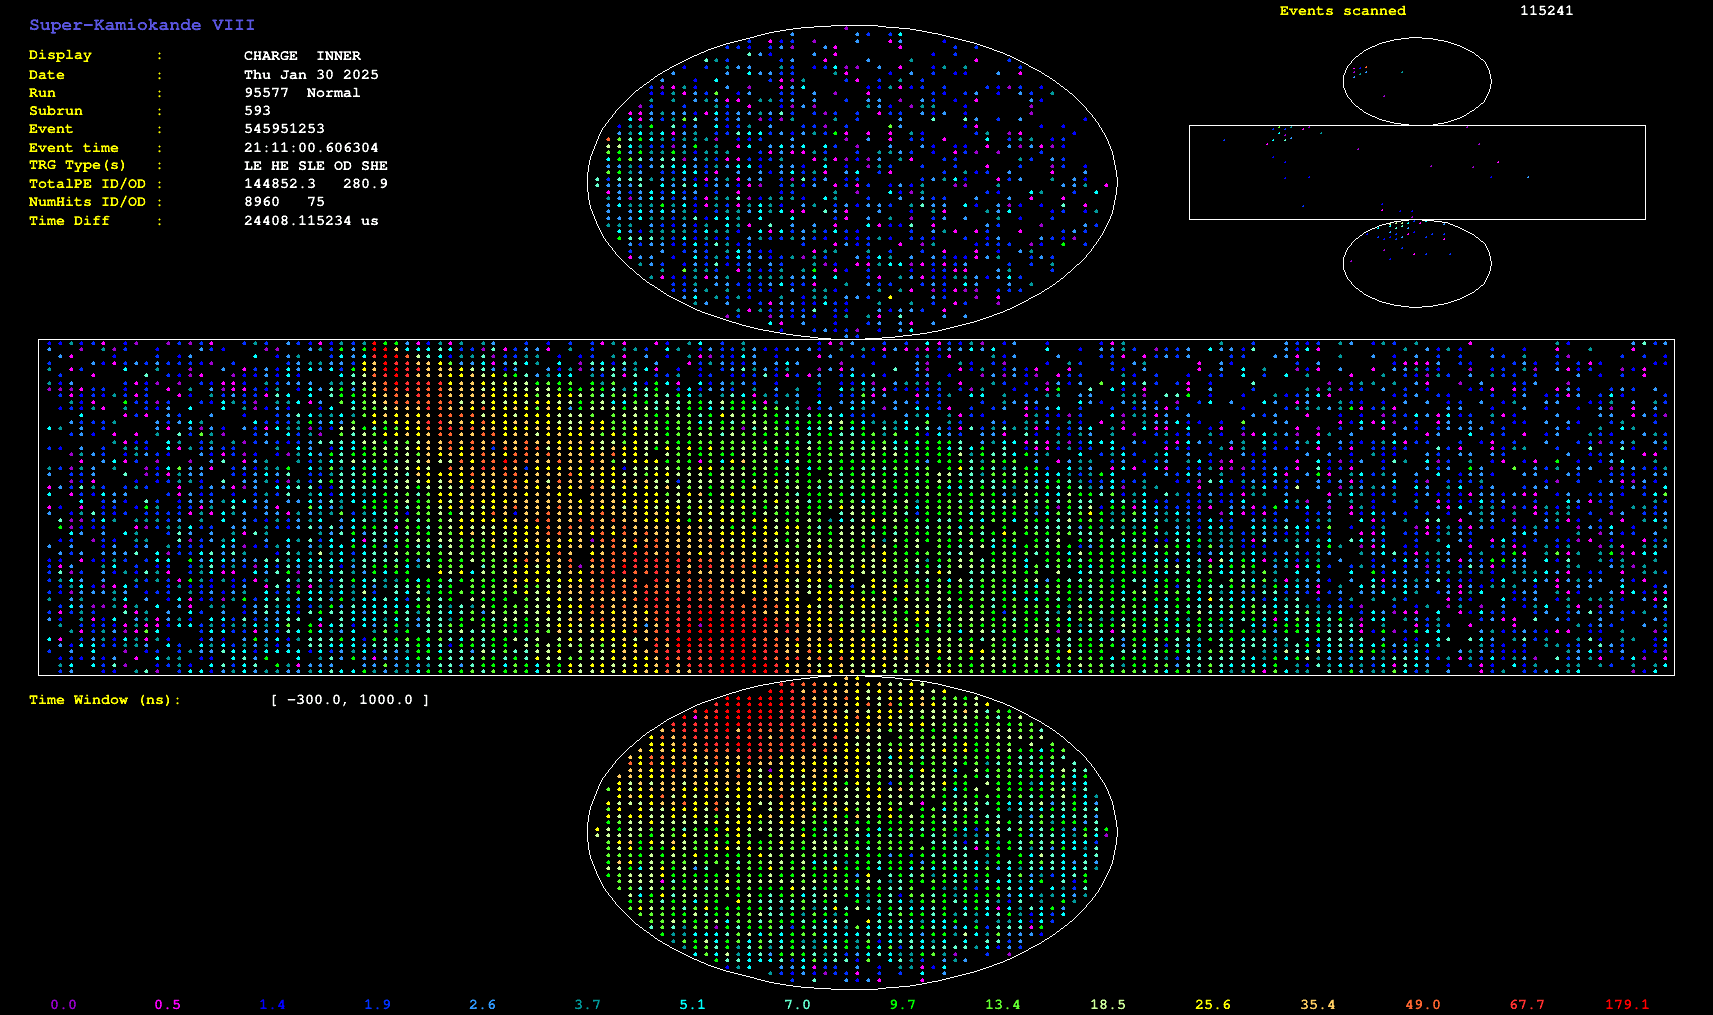 Super-Kamiokande VIII
Events scanned 115241
Display : CHARGE INNER
Date : Thu Jan 30 2025
Run : 95577 Normal
Subrun : 593
Event : 545951253
Event time : 21:11:00.606304
TRG Type(s) : LE HE SLE OD SHE
TotalPE ID/OD : 144852.3 280.9
NumHits ID/OD : 8960 75
Time Diff : 24408.115234 us
Time Window (ns): [ -300.0, 1000.0 ]
0.0 0.5 1.4 1.9 2.6 3.7 5.1 7.0 9.7 13.4 18.5 25.6 35.4 49.0 67.7 179.1